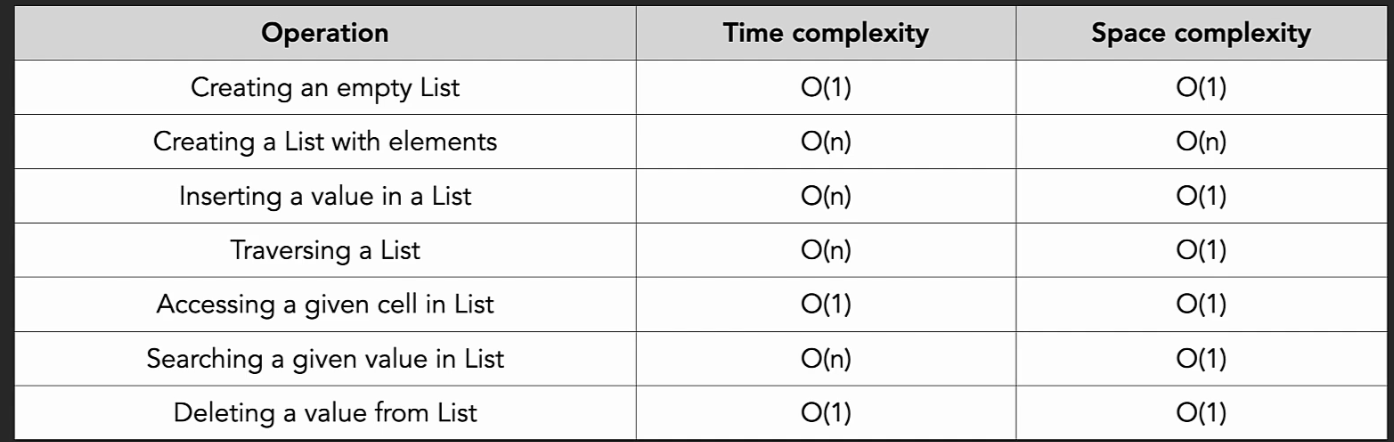 Operation Time complexity Space complexity
Creating an empty List O(1) O(1)
Creating a List with elements O(n) O(n)
Inserting a value in a List O(n) O(1)
Traversing a List O(n) O(1)
Accessing a given cell in List O(1) O(1)
Searching a given value in List O(n) O(1)
Deleting a value from List O(1) O(1)